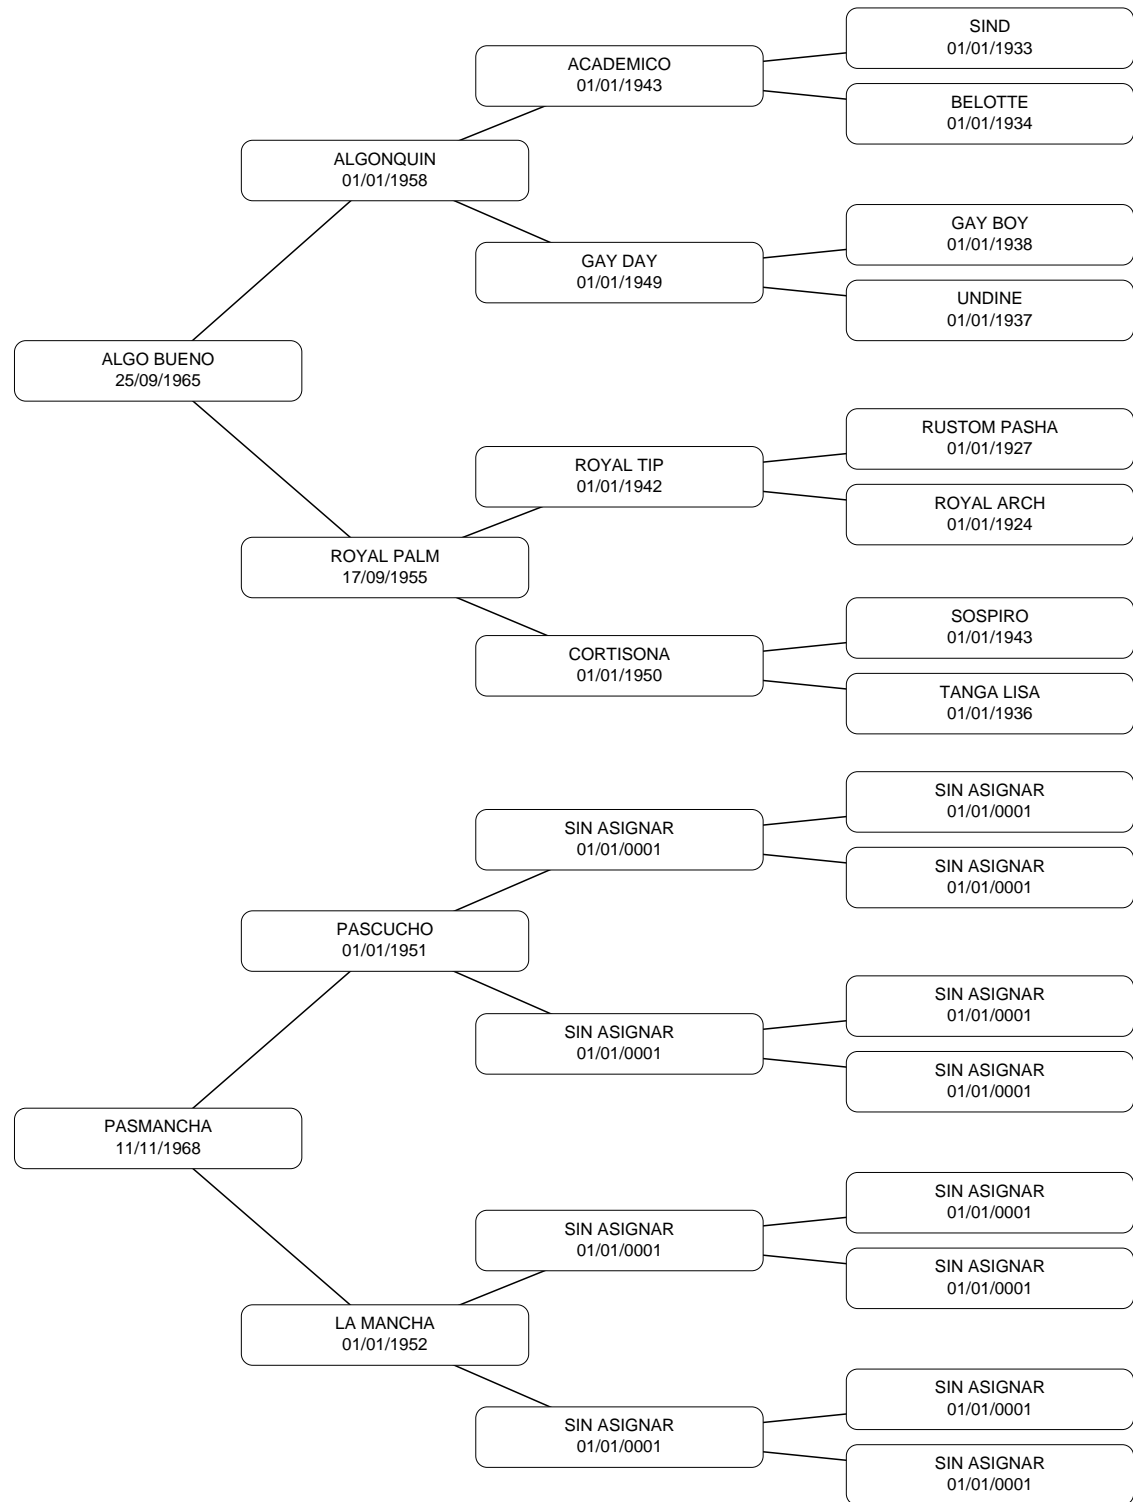 SIND
01/01/1933
ACADEMICO
01/01/1943
BELOTTE
01/01/1934
ALGONQUIN
01/01/1958
GAY BOY
01/01/1938
GAY DAY
01/01/1949
UNDINE
01/01/1937
ALGO BUENO
25/09/1965
RUSTOM PASHA
01/01/1927
ROYAL TIP
01/01/1942
ROYAL ARCH
01/01/1924
ROYAL PALM
17/09/1955
SOSPIRO
01/01/1943
CORTISONA
01/01/1950
TANGA LISA
01/01/1936
SIN ASIGNAR
01/01/0001
SIN ASIGNAR
01/01/0001
SIN ASIGNAR
01/01/0001
PASCUCHO
01/01/1951
SIN ASIGNAR
01/01/0001
SIN ASIGNAR
01/01/0001
SIN ASIGNAR
01/01/0001
PASMANCHA
11/11/1968
SIN ASIGNAR
01/01/0001
SIN ASIGNAR
01/01/0001
SIN ASIGNAR
01/01/0001
LA MANCHA
01/01/1952
SIN ASIGNAR
01/01/0001
SIN ASIGNAR
01/01/0001
SIN ASIGNAR
01/01/0001